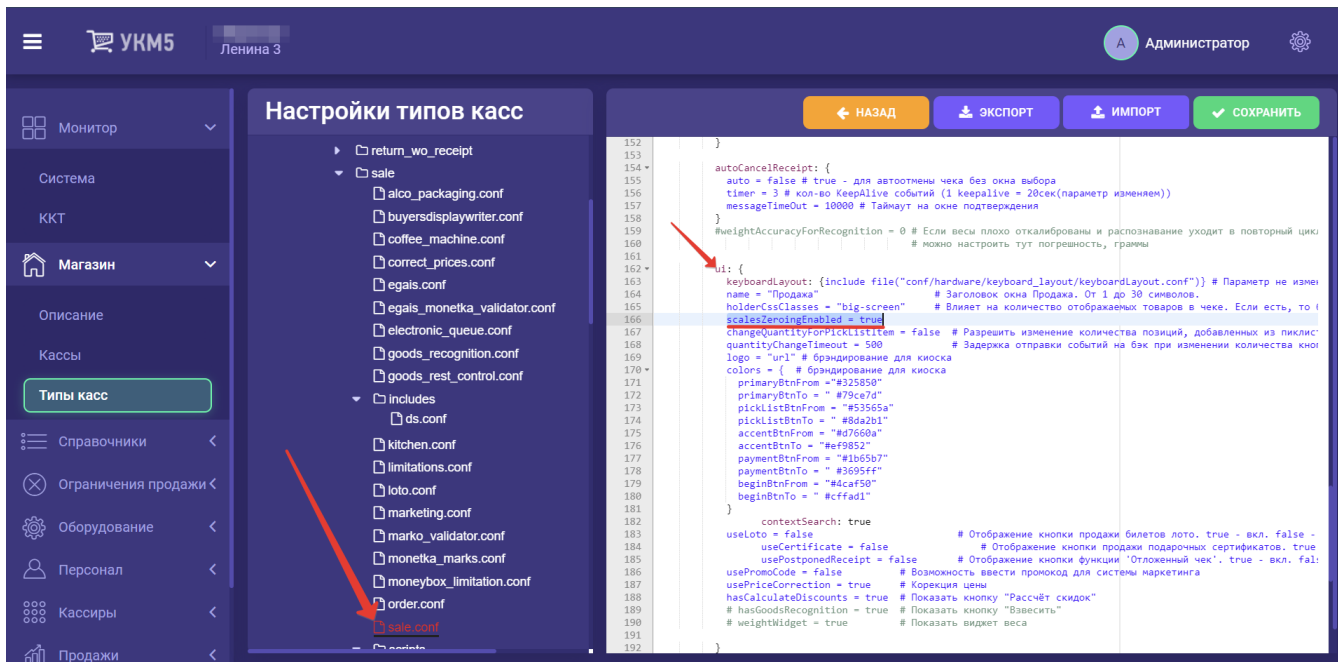 УКМ5
Ленина 3
А
Администратор
Монитор
Система
ККТ
Магазин
Описание
Кассы
Типы касс
Справочники
Ограничения продажи
Оборудование
Персонал
Кассиры
Продажи
Настройки типов касс
return_wo_receipt
sale
alco_packaging.conf
buyersdisplaywriter.conf
coffee_machine.conf
correct_prices.conf
egais.conf
egais_monetka_validator.conf
electronic_queue.conf
goods_recognition.conf
goods_rest_control.conf
includes
ds.conf
kitchen.conf
limitations.conf
loto.conf
marketing.conf
marko_validator.conf
monetka_marks.conf
moneybox_limitation.conf
order.conf
sale.conf
scripts
НАЗАД
ЭКСПОРТ
ИМПОРТ
СОХРАНИТЬ
152 }
153
154 autoCancelReceipt: {
155 auto = false # true - для автоотмены чека без окна выбора
156 timer = 3 # кол-во KeepAlive событий (1 keepalive = 20сек(параметр изменяем))
157 messageTimeOut = 10000 # Таймаут на окне подтверждения
158 }
159 #weightAccuracyForRecognition = 0 # Если весы плохо откалиброваны и распознавание уходит в повторный цик
160 # можно настроить тут погрешность, граммы
161
162 ui: {
163 keyboardLayout: {include file("conf/hardware/keyboard_layout/keyboardLayout.conf")} # Параметр не измен
164 name = "Продажа" # Заголовок окна Продажа. От 1 до 30 символов.
165 holderCssClasses = "big-screen" # Влияет на количество отображаемых товаров в чеке. Если есть, то
166 scalesZeroingEnabled = true
167 changeQuantityForPickListItem = false # Разрешить изменение количества позиций, добавленных из пиклис
168 quantityChangeTimeout = 500 # Задержка отправки событий на бэк при изменении количества кноп
169 logo = "url" # брэндирование для киоска
170 colors = { # брэндирование для киоска
171 primaryBtnFrom ="#325850"
172 primaryBtnTo = " #79ce7d"
173 pickListBtnFrom = "#53565a"
174 pickListBtnTo = " #8da2b1"
175 accentBtnFrom = "#d7660a"
176 accentBtnTo = "#ef9852"
177 paymentBtnFrom = "#1b65b7"
178 paymentBtnTo = " #3695ff"
179 beginBtnFrom = "#4caf50"
180 beginBtnTo = " #cffad1"
181 }
182 contextSearch: true
183 useLoto = false # Отображение кнопки продажи билетов лото. true - вкл. false -
184 useCertificate = false # Отображение кнопки продажи подарочных сертификатов. true
185 usePostponedReceipt = false # Отображение кнопки функции 'Отложенный чек'. true - вкл. fal
186 usePromoCode = false # Возможность ввести промокод для системы маркетинга
187 usePriceCorrection = true # Корекция цены
188 hasCalculateDiscounts = true # Показать кнопку "Рассчёт скидок"
189 # hasGoodsRecognition = true # Показать кнопку "Взвесить"
190 # weightWidget = true # Показать виджет веса
191
192 }